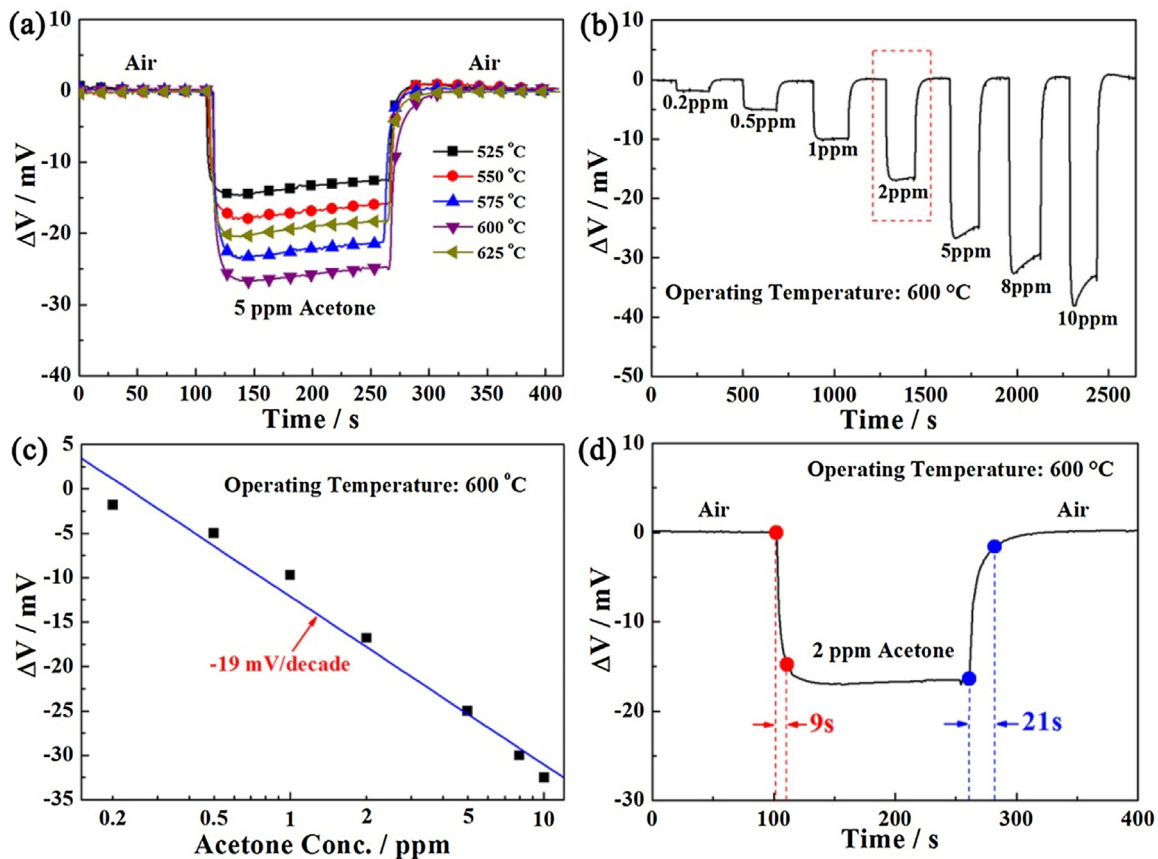 (a)
10
0
-10
-20
-30
-40
ΔV / mV
Air
Air
525 °C
550 °C
575 °C
600 °C
625 °C
5 ppm Acetone
0 50 100 150 200 250 300 350 400
Time / s
(b)
10
0
-10
-20
-30
-40
-50
ΔV / mV
0.2ppm
0.5ppm
1ppm
2ppm
5ppm
8ppm
10ppm
Operating Temperature: 600 °C
0 500 1000 1500 2000 2500
Time / s
(c)
5
0
-5
-10
-15
-20
-25
-30
-35
ΔV / mV
Operating Temperature: 600 °C
-19 mV/decade
0.2 0.5 1 2 5 8 10
Acetone Conc. / ppm
(d)
10
0
-10
-20
-30
ΔV / mV
Operating Temperature: 600 °C
Air
Air
2 ppm Acetone
9s
21s
0 100 200 300 400
Time / s